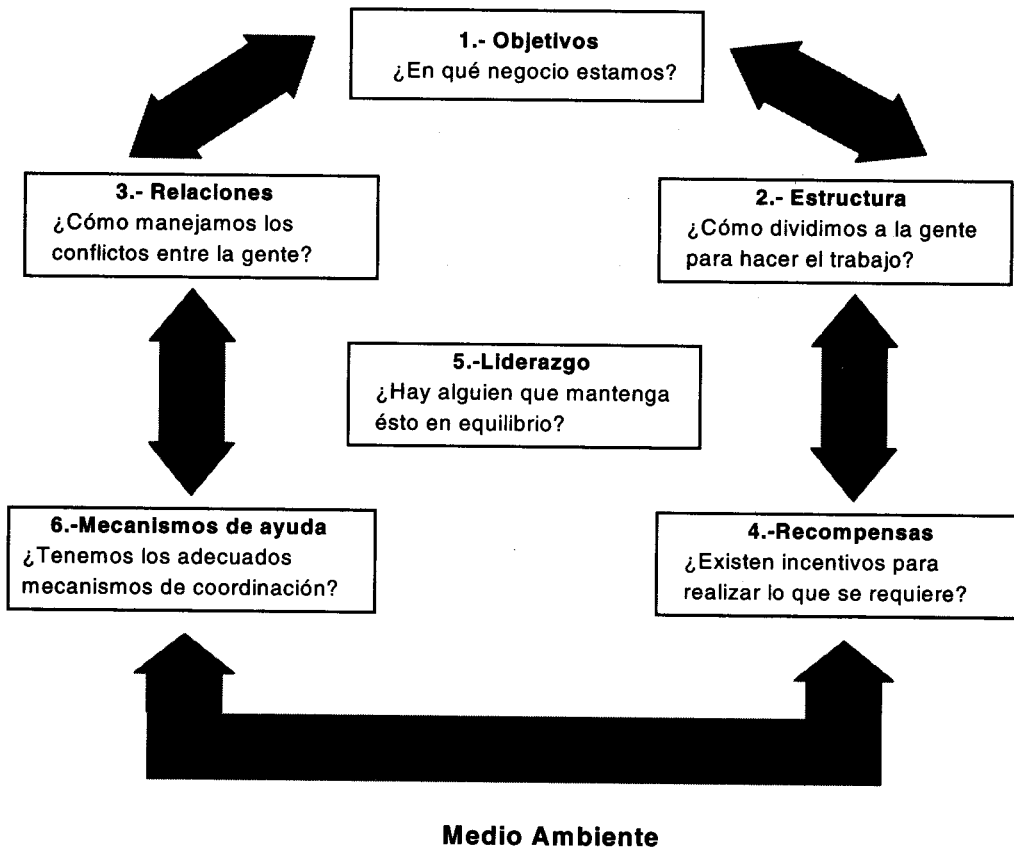 1.- Objetivos
¿En qué negocio estamos?
3.- Relaciones
¿Cómo manejamos los
conflictos entre la gente?
2.- Estructura
¿Cómo dividimos a la gente
para hacer el trabajo?
5.-Liderazgo
¿Hay alguien que mantenga
ésto en equilibrio?
6.-Mecanismos de ayuda
¿Tenemos los adecuados
mecanismos de coordinación?
4.-Recompensas
¿Existen incentivos para
realizar lo que se requiere?
Medio Ambiente